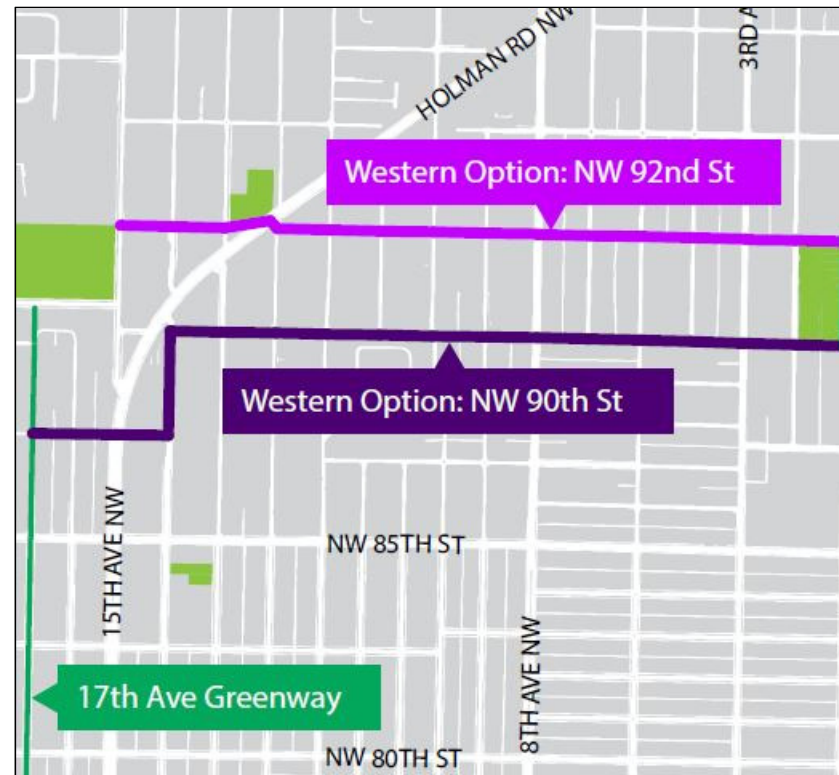 HOLMAN RD NW
3RD A
Western Option: NW 92nd St
Western Option: NW 90th St
15TH AVE NW
NW 85TH ST
8TH AVE NW
17th Ave Greenway
NW 80TH ST